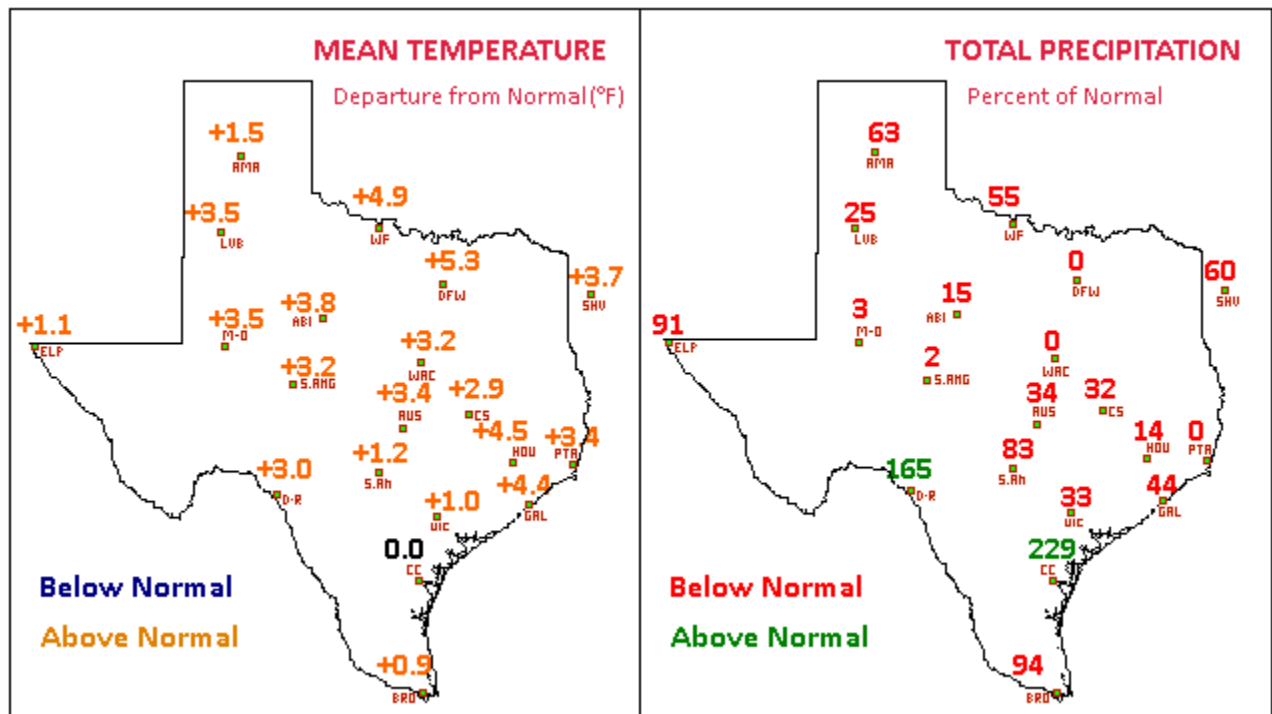 MEAN TEMPERATURE
Departure from Normal(°F)
+1.5
AMA
+4.9
WF
+3.5
LUB
+5.3
DFW
+3.7
SHV
+3.8
ABI
+3.5
M-O
+1.1
ELP
+3.2
WAC
+3.2
S.ANG
+3.4
AUS
+2.9
CS
+4.5
HOU
+3.4
PTA
+1.2
S.AN
+3.0
D-R
+4.4
GAL
+1.0
VIC
0.0
CC
Below Normal
Above Normal
+0.9
BRO
TOTAL PRECIPITATION
Percent of Normal
63
AMA
55
WF
25
LUB
0
DFW
60
SHV
15
ABI
3
M-O
91
ELP
0
WAC
2
S.ANG
34
AUS
32
CS
14
HOU
0
PTA
83
S.AN
165
D-R
44
GAL
33
VIC
229
CC
Below Normal
Above Normal
94
BRO